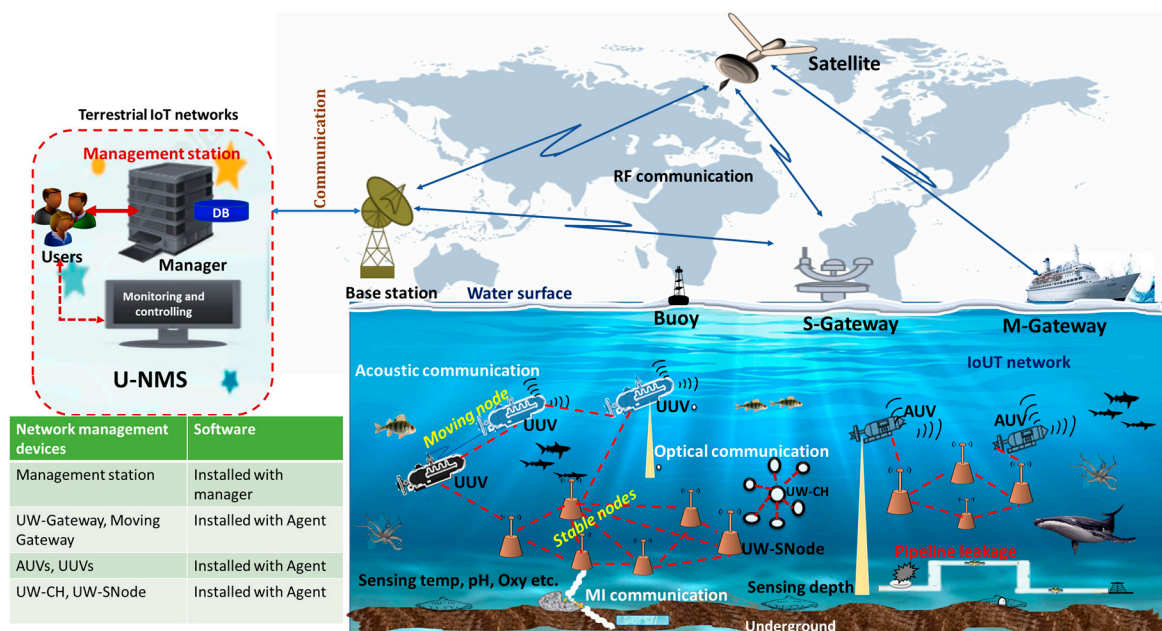 Satellite
Terrestrial IoT networks
Management station
Communication
RF communication
DB
Users
Manager
Monitoring and
controlling
Base station
Water surface
Buoy
S-Gateway
M-Gateway
U-NMS
IoUT network
Acoustic communication
Moving node
UUV
UUV
UUV
AUV
AUV
Optical communication
UW-CH
Stable nodes
UW-SNode
Pipeline leakage
Sensing temp, pH, Oxy etc.
Sensing depth
MI communication
Underground
Network management
devices
Software
Management station
Installed with
manager
UW-Gateway, Moving
Gateway
Installed with Agent
AUVs, UUVs
Installed with Agent
UW-CH, UW-SNode
Installed with Agent